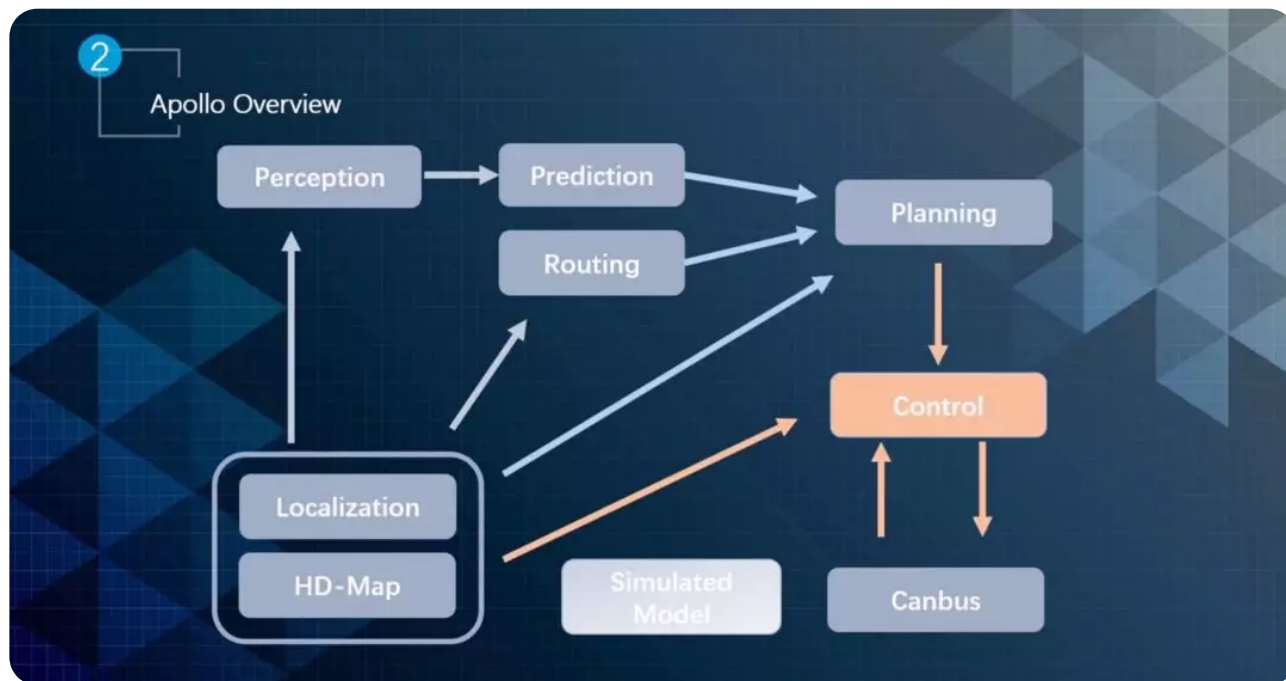 2
Apollo Overview
Perception
Prediction
Planning
Routing
Control
Localization
HD-Map
Simulated
Model
Canbus